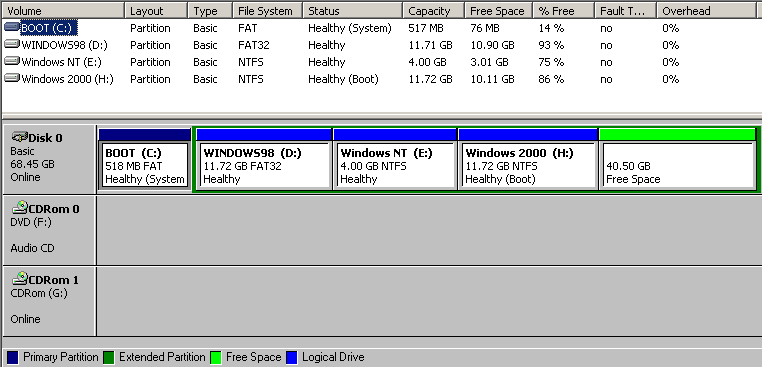 Volume Layout Type File System Status Capacity Free Space % Free Fault T... Overhead
BOOT (C:) Partition Basic FAT Healthy (System) 517 MB 76 MB 14 % no 0%
WINDOWS98 (D:) Partition Basic FAT32 Healthy 11.71 GB 10.90 GB 93 % no 0%
Windows NT (E:) Partition Basic NTFS Healthy 4.00 GB 3.01 GB 75 % no 0%
Windows 2000 (H:) Partition Basic NTFS Healthy (Boot) 11.72 GB 10.11 GB 86 % no 0%
Disk 0
Basic
68.45 GB
Online
BOOT (C:)
518 MB FAT
Healthy (System
WINDOWS98 (D:)
11.72 GB FAT32
Healthy
Windows NT (E:)
4.00 GB NTFS
Healthy
Windows 2000 (H:)
11.72 GB NTFS
Healthy (Boot)
40.50 GB
Free Space
CDRom 0
DVD (F:)
Audio CD
CDRom 1
CDRom (G:)
Online
Primary Partition Extended Partition Free Space Logical Drive